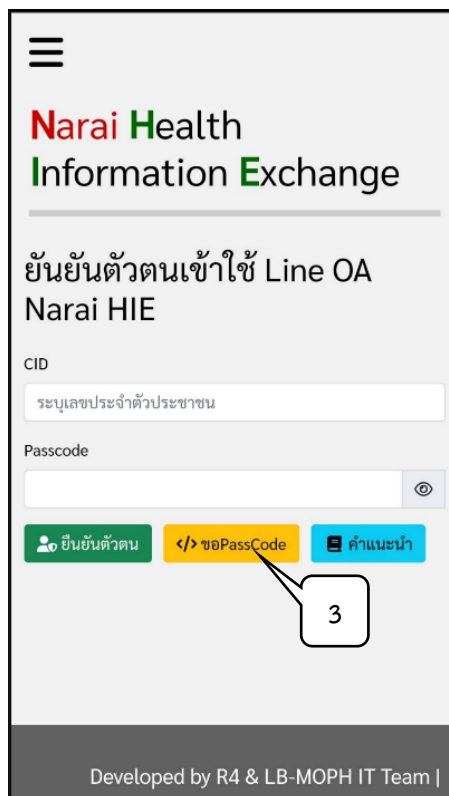 Narai Health
Information Exchange
ยันยันตัวตนเข้าใช้ Line OA
Narai HIE
CID
ระบุเลขประจำตัวประชาชน
Passcode
ยืนยันตัวตน
</> ขอPassCode
คำแนะนำ
3
Developed by R4 & LB-MOPH IT Team |